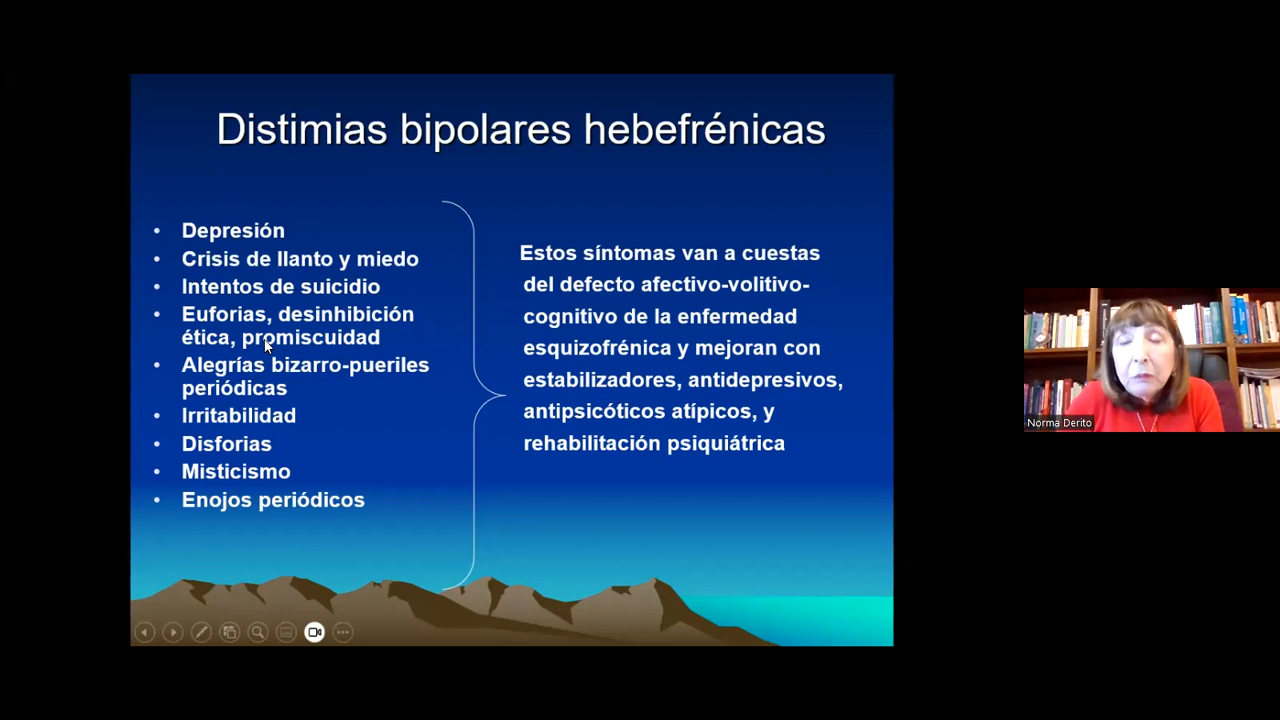 Distimias bipolares hebefrénicas
• Depresión
• Crisis de llanto y miedo
• Intentos de suicidio
• Euforias, desinhibición
ética, promiscuidad
• Alegrías bizarro-pueriles
periódicas
• Irritabilidad
• Disforias
• Misticismo
• Enojos periódicos
Estos síntomas van a cuestas
del defecto afectivo-volitivo-
cognitivo de la enfermedad
esquizofrénica y mejoran con
estabilizadores, antidepresivos,
antipsicóticos atípicos, y
rehabilitación psiquiátrica
Norma Derito